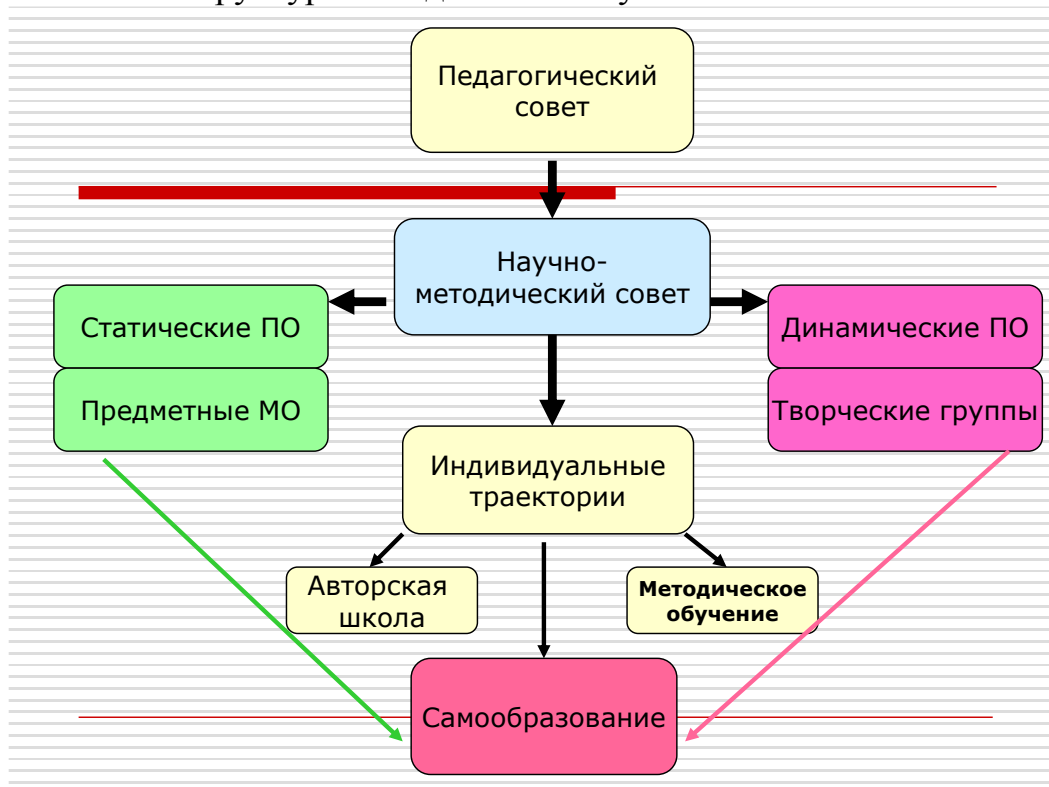 Педагогический
совет
Научно-
методический совет
Статические ПО
Динамические ПО
Предметные МО
Творческие группы
Индивидуальные
траектории
Авторская
школа
Методическое
обучение
Самообразование